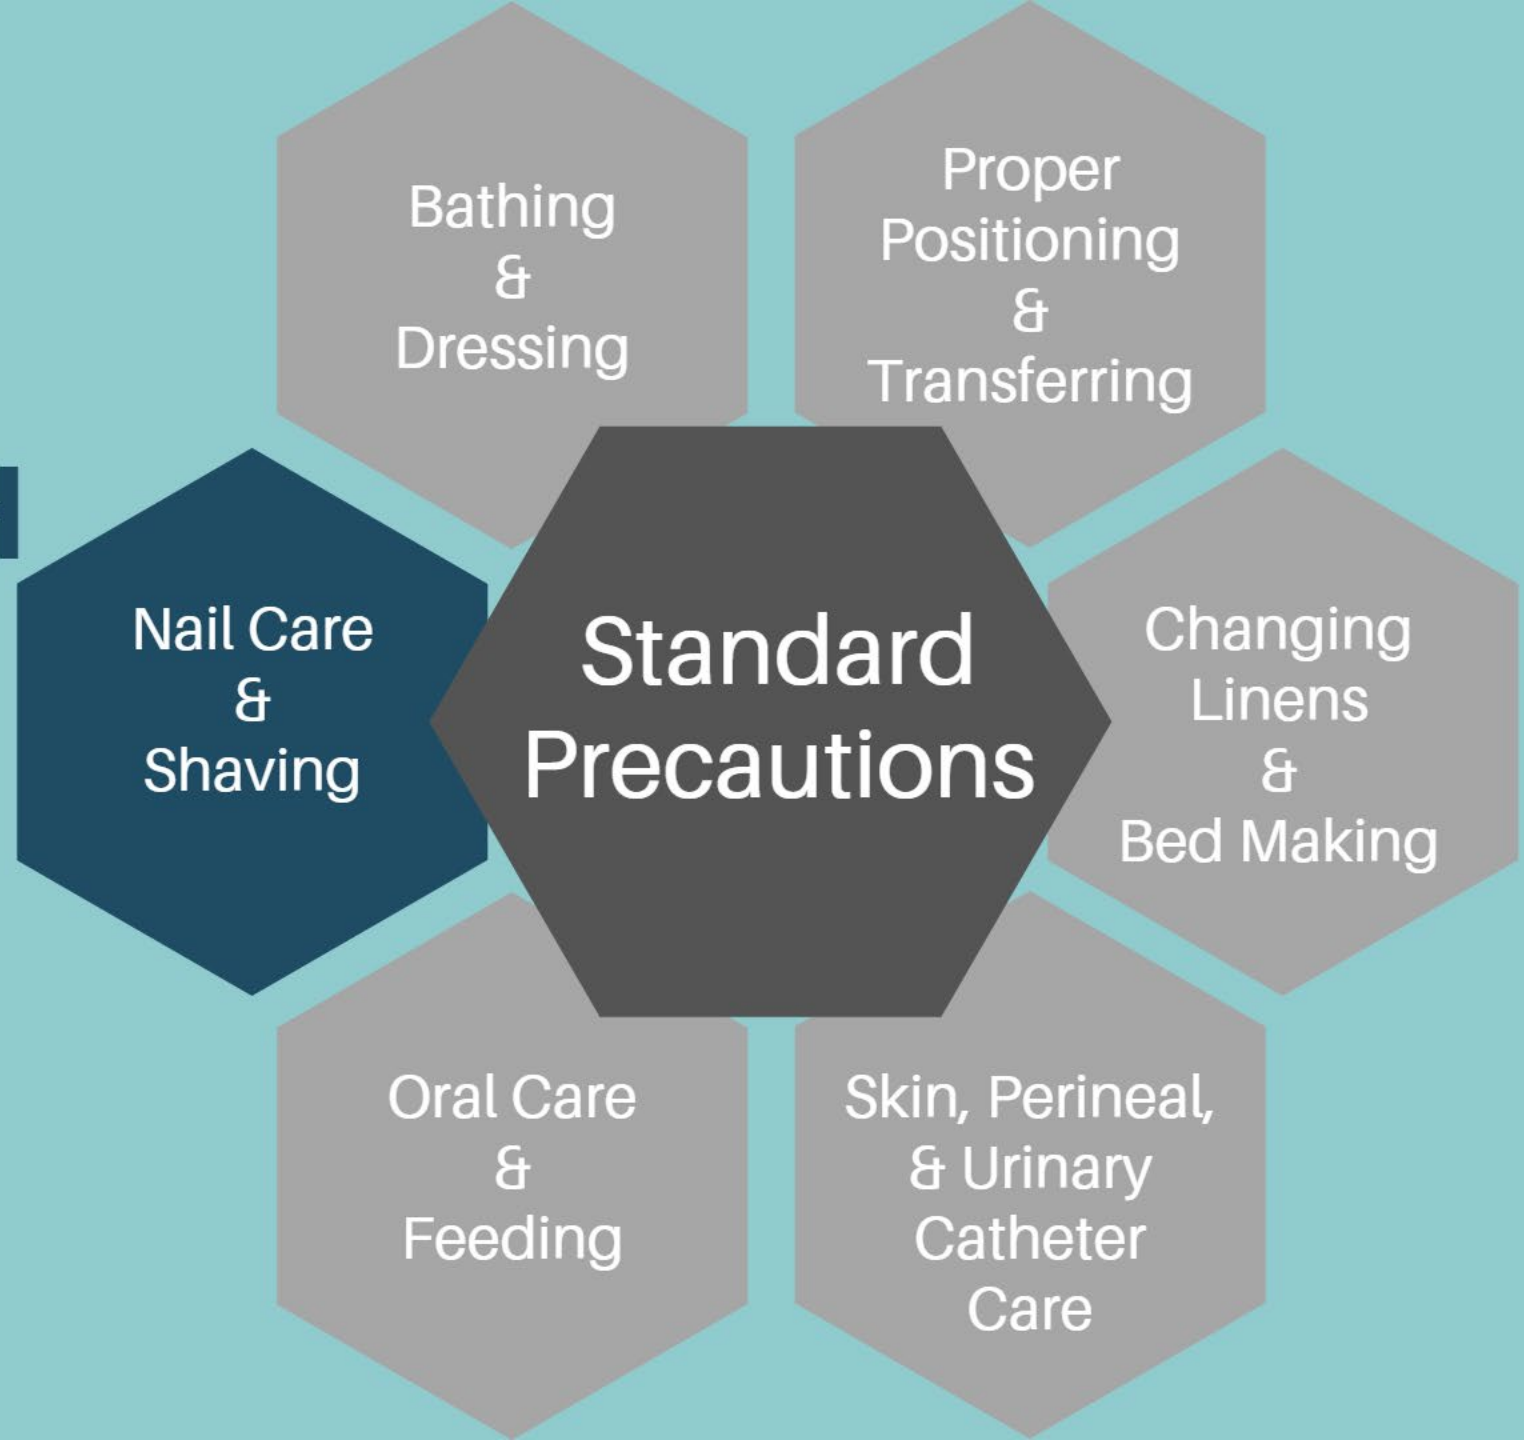 Bathing
&
Dressing
Proper
Positioning
&
Transferring
Nail Care
&
Shaving
Standard
Precautions
Changing
Linens
&
Bed Making
Oral Care
&
Feeding
Skin, Perineal,
& Urinary
Catheter
Care